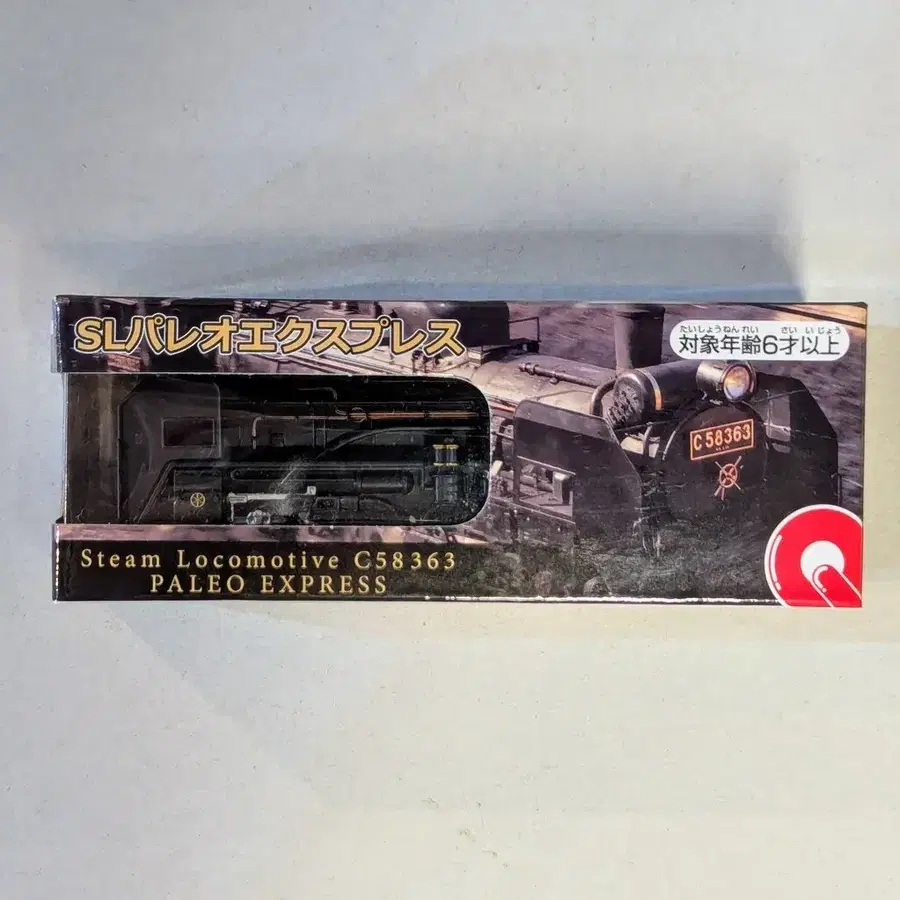 SLパレオエクスプレス
たいしょうねんれい さい いじょう
対象年齢6才以上
C58363
Steam Locomotive C58363
PALEO EXPRESS